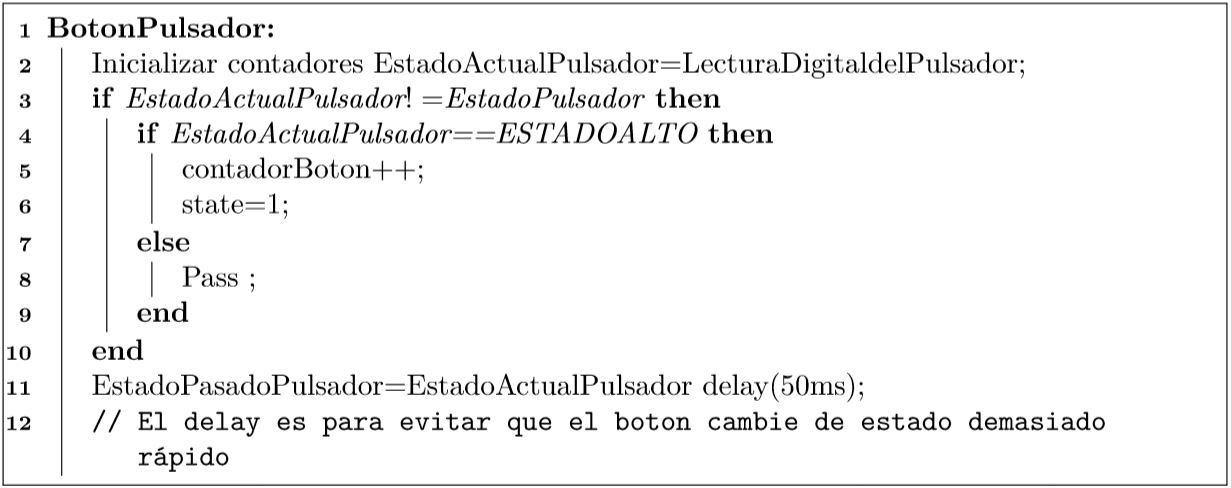 1 BotonPulsador:
2 Inicializar contadores EstadoActualPulsador=LecturaDigitaldelPulsador;
3 if EstadoActualPulsador! =EstadoPulsador then
4 if EstadoActualPulsador==ESTADOALTO then
5 contadorBoton++;
6 state=1;
7 else
8 Pass ;
9 end
10 end
11 EstadoPasadoPulsador=EstadoActualPulsador delay(50ms);
12 // El delay es para evitar que el boton cambie de estado demasiado
rápido